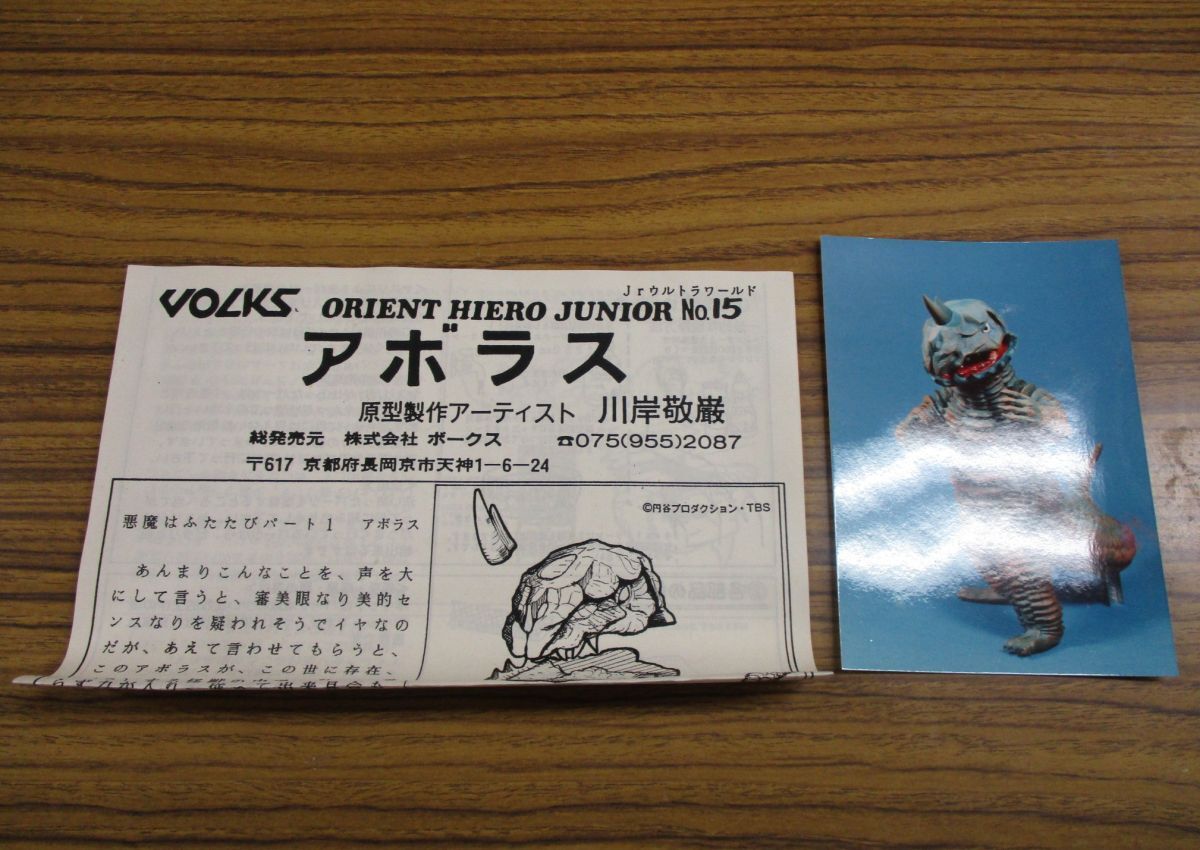 VOLKS
Jrウルトラワールド
ORIENT HIERO JUNIOR No.15
アボラス
原型製作アーティスト 川岸敬厳
総発売元 株式会社 ボークス ☎075(955)2087
〒617 京都府長岡京市天神1-6-24
悪魔はふたたびパート1 アボラス
あんまりこんなことを、声を大
にして言うと、審美眼なり美的セ
ンスなりを疑われそうでイヤなの
だが、あえて言わせてもらうと、
このアボラスが、この世に存在、
©円谷プロダクション・TBS